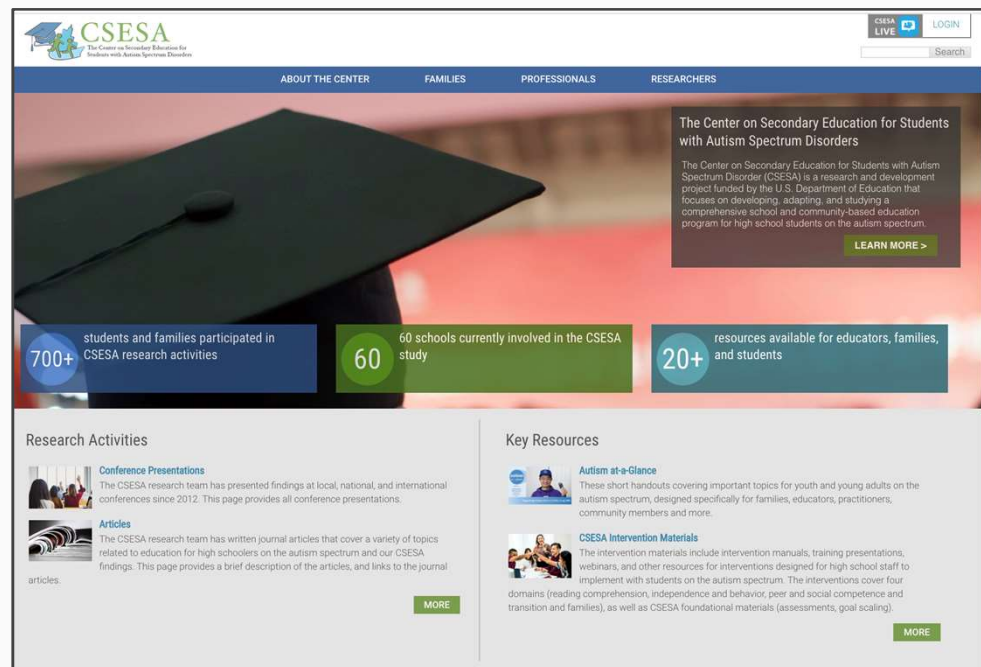 CSESA
The Center on Secondary Education for
Students with Autism Spectrum Disorders
CSESA
LIVE
LOGIN
Search
ABOUT THE CENTER
FAMILIES
PROFESSIONALS
RESEARCHERS
The Center on Secondary Education for Students
with Autism Spectrum Disorders
The Center on Secondary Education for Students with Autism
Spectrum Disorder (CSESA) is a research and development
project funded by the U.S. Department of Education that
focuses on developing, adapting, and studying a
comprehensive school and community-based education
program for high school students on the autism spectrum.
LEARN MORE >
700+
students and families participated in
CSESA research activities
60
60 schools currently involved in the CSESA
study
20+
resources available for educators, families,
and students
Research Activities
Conference Presentations
The CSESA research team has presented findings at local, national, and international
conferences since 2012. This page provides all conference presentations.
Articles
The CSESA research team has written journal articles that cover a variety of topics
related to education for high schoolers on the autism spectrum and our CSESA
findings. This page provides a brief description of the articles, and links to the journal
articles.
MORE
Key Resources
Autism at-a-Glance
These short handouts covering important topics for youth and young adults on the
autism spectrum, designed specifically for families, educators, practitioners,
community members and more.
CSESA Intervention Materials
The intervention materials include intervention manuals, training presentations,
webinars, and other resources for interventions designed for high school staff to
implement with students on the autism spectrum. The interventions cover four
domains (reading comprehension, independence and behavior, peer and social competence and
transition and families), as well as CSESA foundational materials (assessments, goal scaling).
MORE